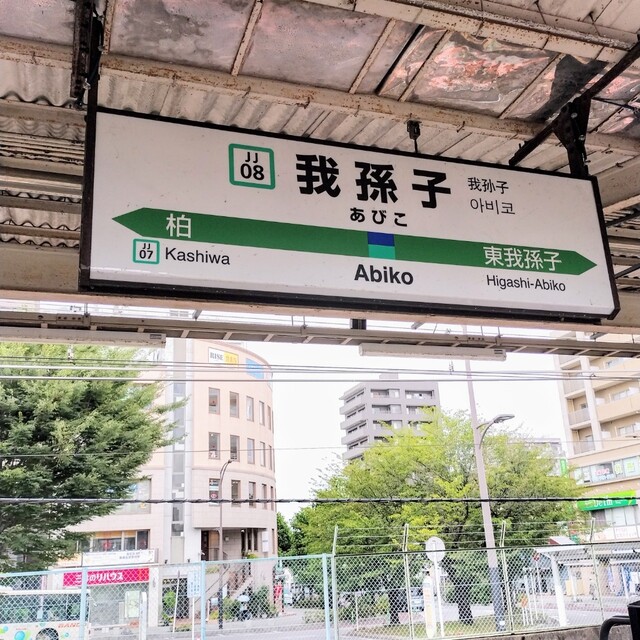 JJ
08
我孫子
我孙子
아비코
あびこ
柏
東我孫子
JJ
07
Kashiwa
Abiko
Higashi-Abiko